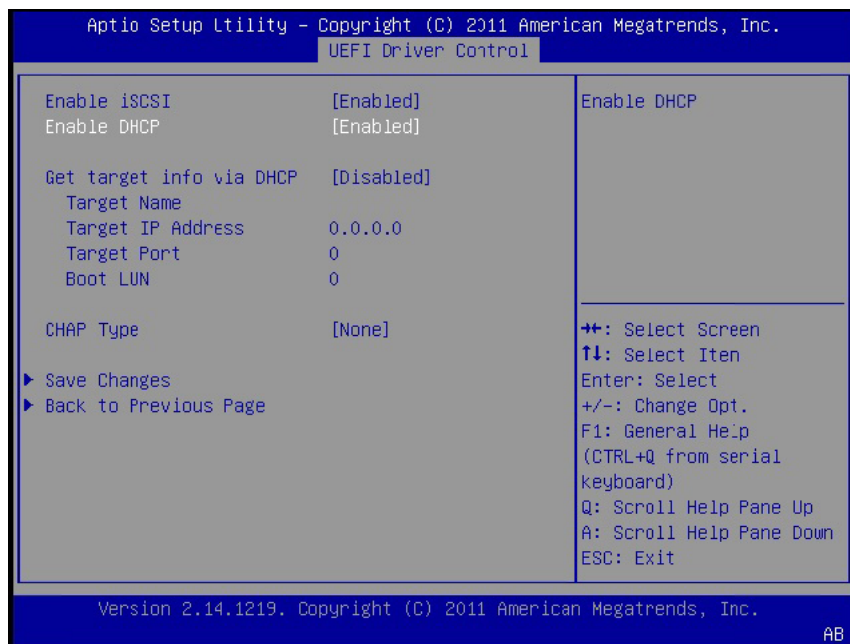 Aptio Setup Utility – Copyright (C) 2011 American Megatrends, Inc.
UEFI Driver Control
Enable iSCSI [Enabled]
Enable DHCP [Enabled]
Get target info via DHCP [Disabled]
Target Name
Target IP Address 0.0.0.0
Target Port 0
Boot LUN 0
CHAP Type [None]
Save Changes
Back to Previous Page
Enable DHCP
→←: Select Screen
↑↓: Select Item
Enter: Select
+/-: Change Opt.
F1: General Help
(CTRL+Q from serial
keyboard)
Q: Scroll Help Pane Up
A: Scroll Help Pane Down
ESC: Exit
Version 2.14.1219. Copyright (C) 2011 American Megatrends, Inc.
AB